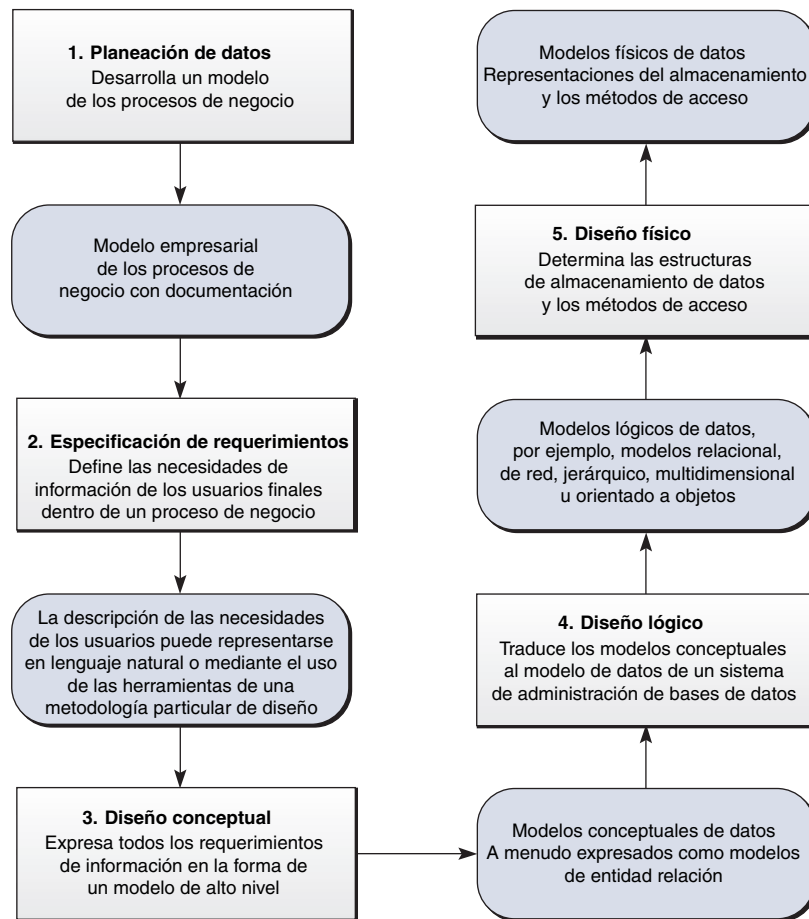 1. Planeación de datos
Desarrolla un modelo
de los procesos de negocio
Modelo empresarial
de los procesos de
negocio con documentación
2. Especificación de requerimientos
Define las necesidades de
información de los usuarios finales
dentro de un proceso de negocio
La descripción de las necesidades
de los usuarios puede representarse
en lenguaje natural o mediante el uso
de las herramientas de una
metodología particular de diseño
3. Diseño conceptual
Expresa todos los requerimientos
de información en la forma de
un modelo de alto nivel
Modelos conceptuales de datos
A menudo expresados como modelos
de entidad relación
4. Diseño lógico
Traduce los modelos conceptuales
al modelo de datos de un sistema
de administración de bases de datos
Modelos lógicos de datos,
por ejemplo, modelos relacional,
de red, jerárquico, multidimensional
u orientado a objetos
5. Diseño físico
Determina las estructuras
de almacenamiento de datos
y los métodos de acceso
Modelos físicos de datos
Representaciones del almacenamiento
y los métodos de acceso